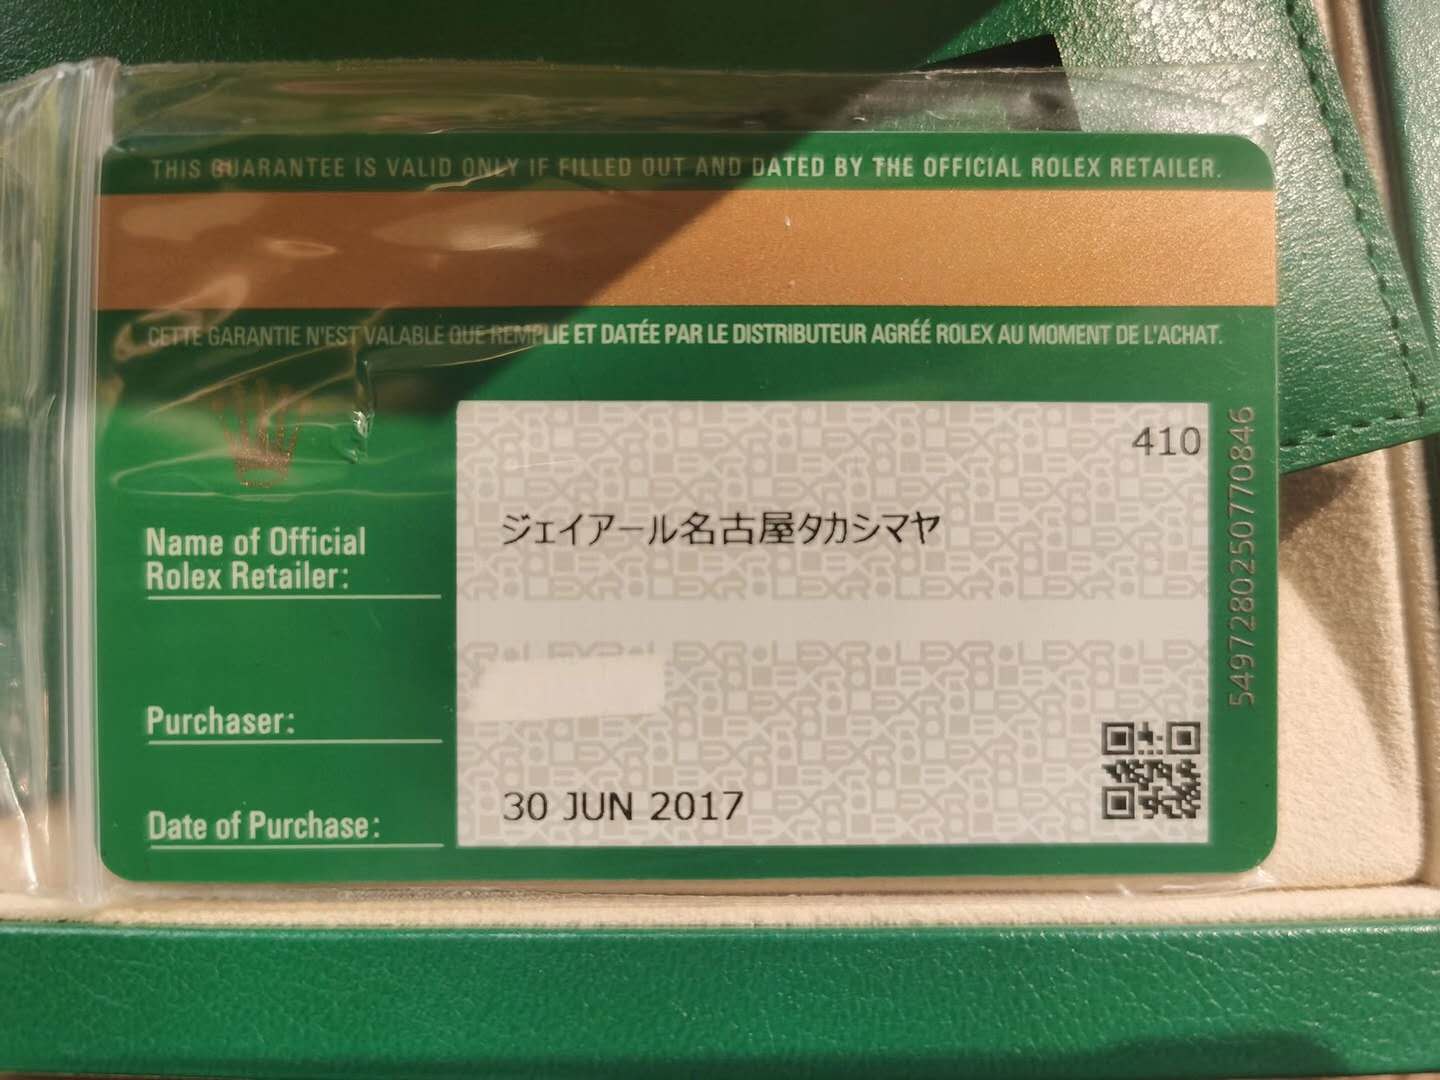 THIS GUARANTEE IS VALID ONLY IF FILLED OUT AND DATED BY THE OFFICIAL ROLEX RETAILER.
CETTE GARANTIE N'EST VALABLE QUE REMPLIE ET DATÉE PAR LE DISTRIBUTEUR AGRÉÉ ROLEX AU MOMENT DE L'ACHAT.
410
Name of Official
Rolex Retailer:
ジェイアール名古屋タカシマヤ
Purchaser:
Date of Purchase:
30 JUN 2017
5497280250770846